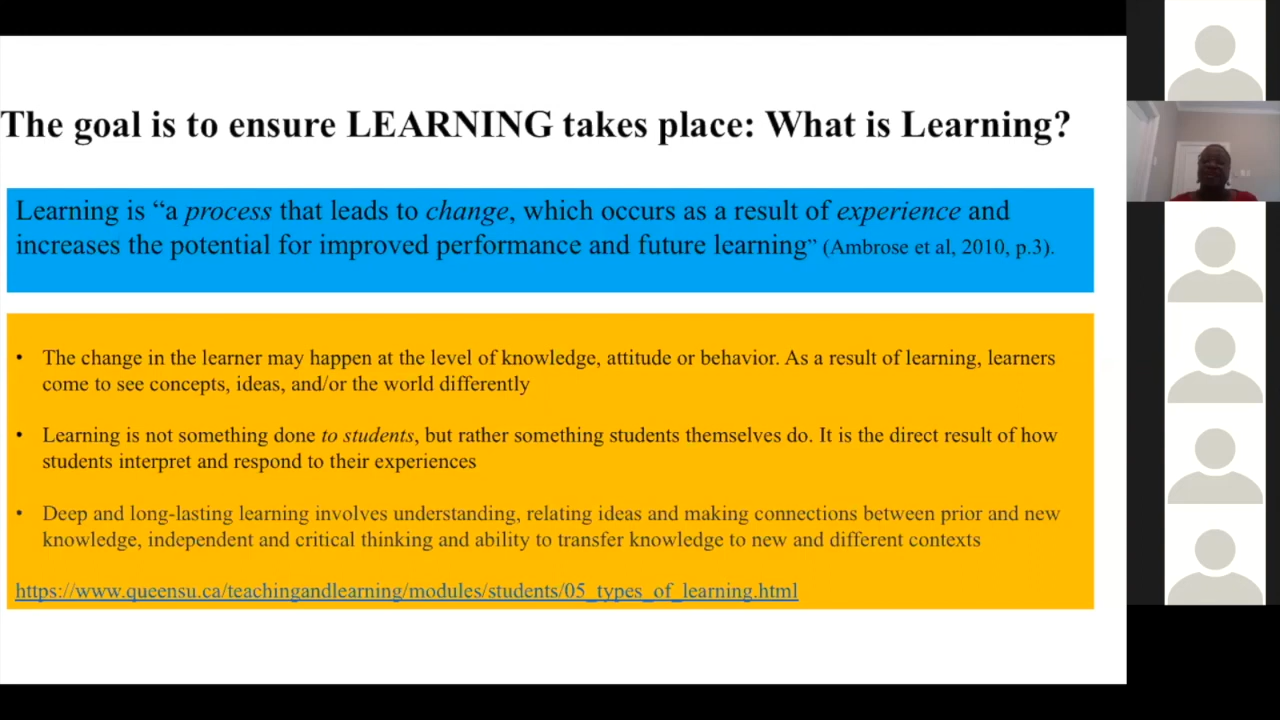 The goal is to ensure LEARNING takes place: What is Learning?
Learning is “a process that leads to change, which occurs as a result of experience and
increases the potential for improved performance and future learning” (Ambrose et al, 2010, p.3).
• The change in the learner may happen at the level of knowledge, attitude or behavior. As a result of learning, learners
come to see concepts, ideas, and/or the world differently
• Learning is not something done to students, but rather something students themselves do. It is the direct result of how
students interpret and respond to their experiences
• Deep and long-lasting learning involves understanding, relating ideas and making connections between prior and new
knowledge, independent and critical thinking and ability to transfer knowledge to new and different contexts
https://www.queensu.ca/teachingandlearning/modules/students/05_types_of_learning.html